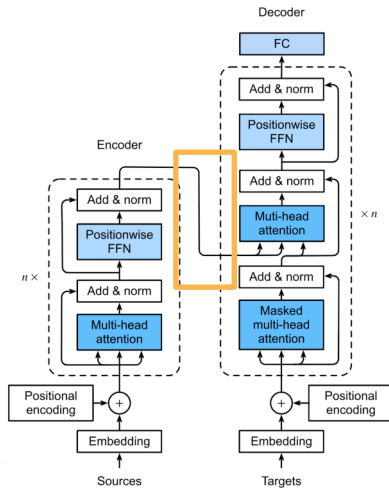 Decoder
FC
Add & norm
Positionwise
FFN
Add & norm
Muti-head
attention
Add & norm
Masked
multi-head
attention
× n
Positional
encoding
Embedding
Targets
Encoder
Add & norm
Positionwise
FFN
Add & norm
Multi-head
attention
n ×
Positional
encoding
+
Embedding
Sources
+